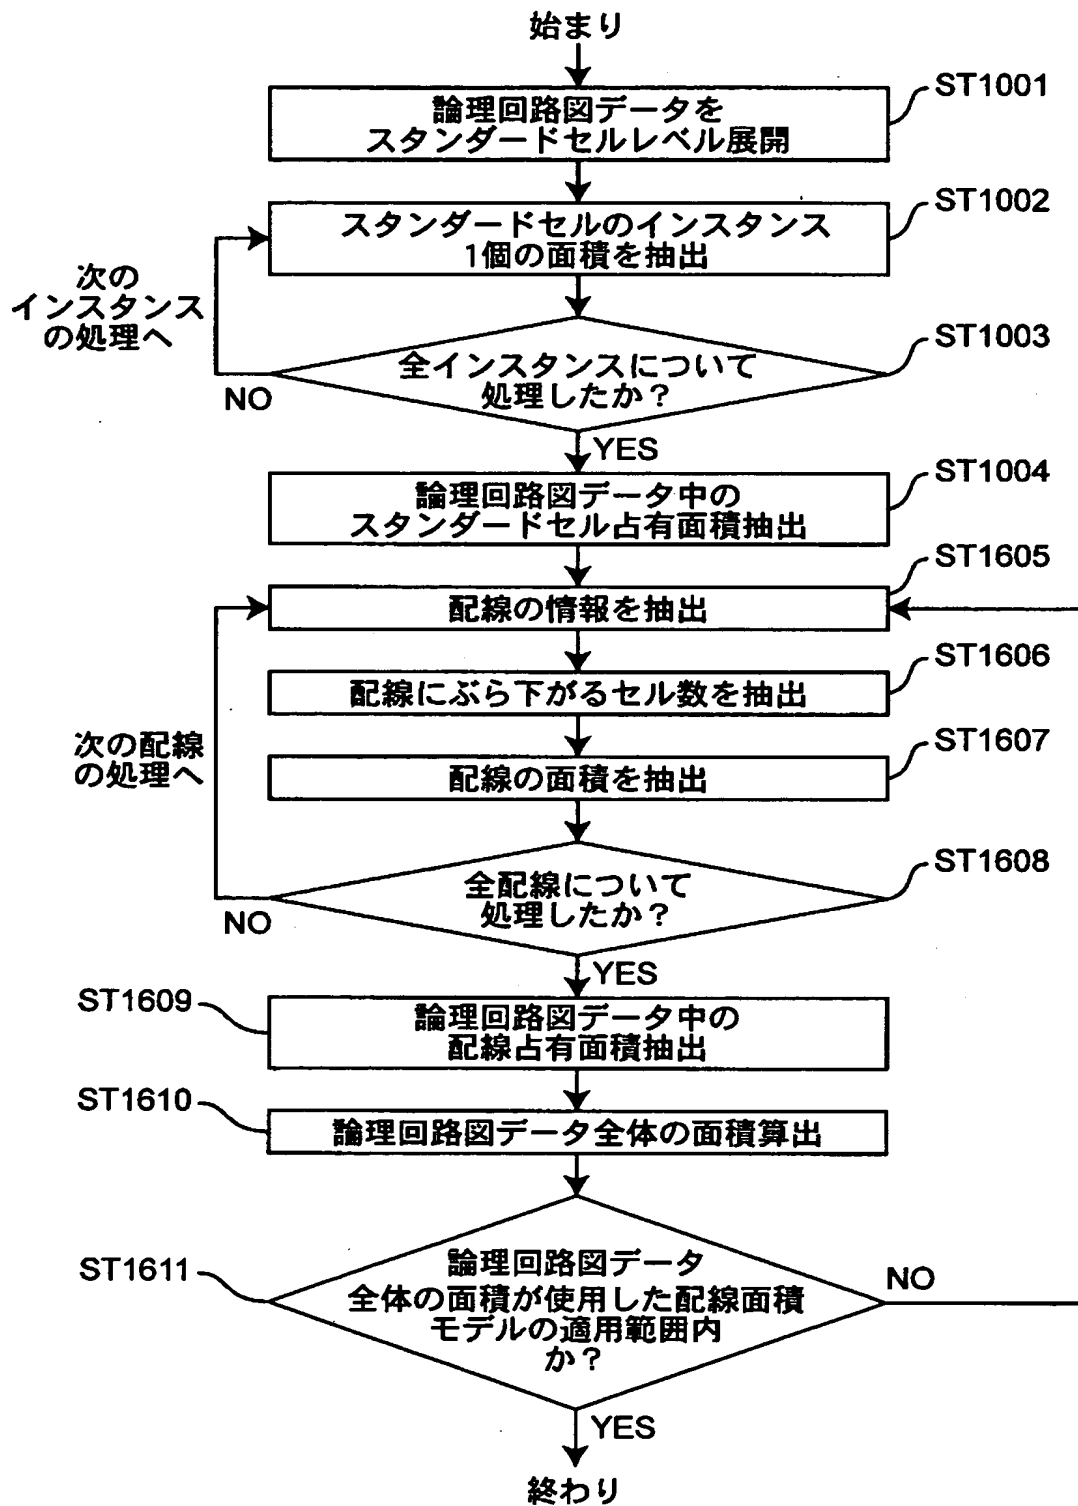 始まり
ST1001
論理回路図データを
スタンダードセルレベル展開
ST1002
スタンダードセルのインスタンス
1個の面積を抽出
次の
インスタンス
の処理へ
ST1003
全インスタンスについて
処理したか?
NO
YES
ST1004
論理回路図データ中の
スタンダードセル占有面積抽出
ST1605
配線の情報を抽出
ST1606
配線にぶら下がるセル数を抽出
次の配線
の処理へ
ST1607
配線の面積を抽出
ST1608
全配線について
処理したか?
NO
YES
ST1609
論理回路図データ中の
配線占有面積抽出
ST1610
論理回路図データ全体の面積算出
ST1611
論理回路図データ
全体の面積が使用した配線面積
モデルの適用範囲内
か?
NO
YES
終わり